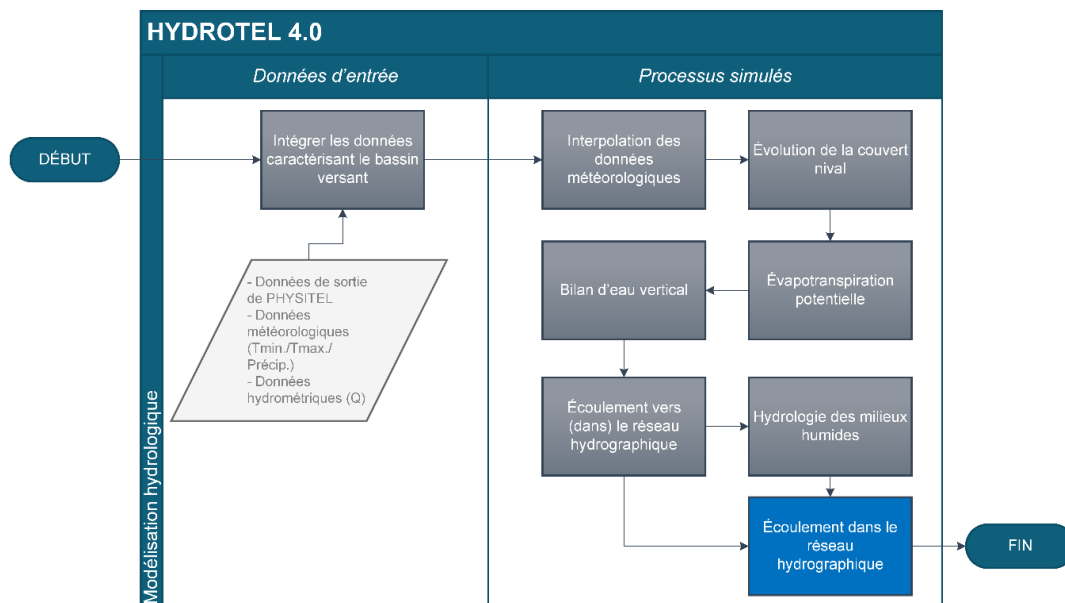 HYDROTEL 4.0
Données d'entrée
Processus simulés
Modélisation hydrologique
DÉBUT
Intégrer les données
caractérisant le bassin
versant
- Données de sortie
de PHYSITEL
- Données
météorologiques
(Tmin./Tmax./
Précip.)
- Données
hydrométriques (Q)
Interpolation des
données
météorologiques
Évolution de la couvert
nival
Évapotranspiration
potentielle
Bilan d'eau vertical
Écoulement vers
(dans) le réseau
hydrographique
Hydrologie des milieux
humides
Écoulement dans le
réseau
hydrographique
FIN